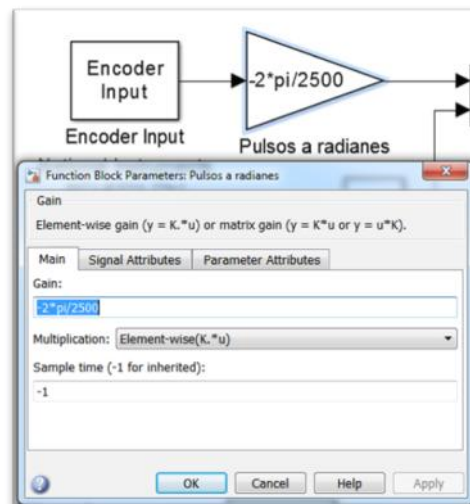 Encoder
Input
-2*pi/2500
Encoder Input
Pulsos a radianes
Function Block Parameters: Pulsos a radianes
Gain
Element-wise gain (y = K.*u) or matrix gain (y = K*u or y = u*K).
Main Signal Attributes Parameter Attributes
Gain:
-2*pi/2500
Multiplication: Element-wise(K.*u)
Sample time (-1 for inherited):
-1
OK Cancel Help Apply